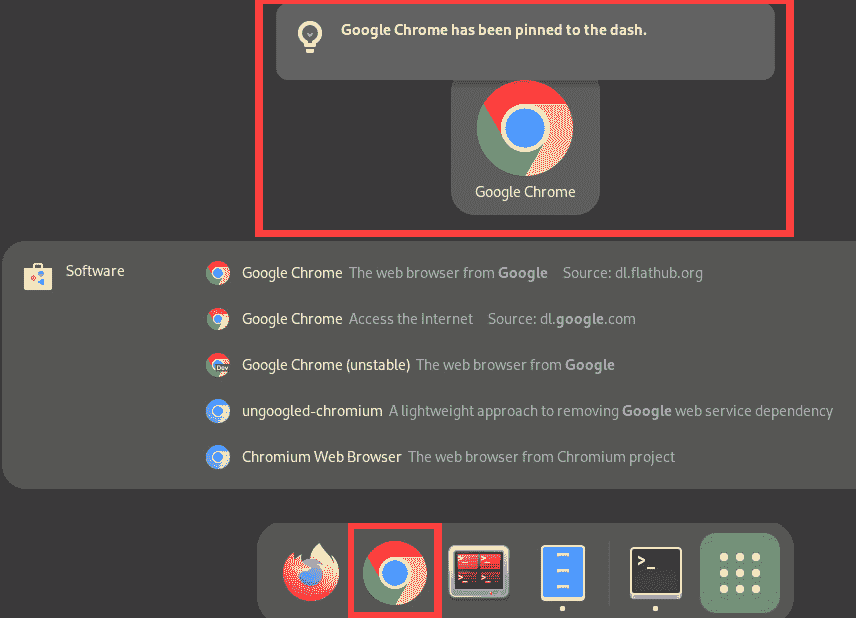 Google Chrome has been pinned to the dash.
Google Chrome
Software
Google Chrome The web browser from Google Source: dl.flathub.org
Google Chrome Access the Internet Source: dl.google.com
Google Chrome (unstable) The web browser from Google
Dev
ungoogled-chromium A lightweight approach to removing Google web service dependency
Chromium Web Browser The web browser from Chromium project
>_